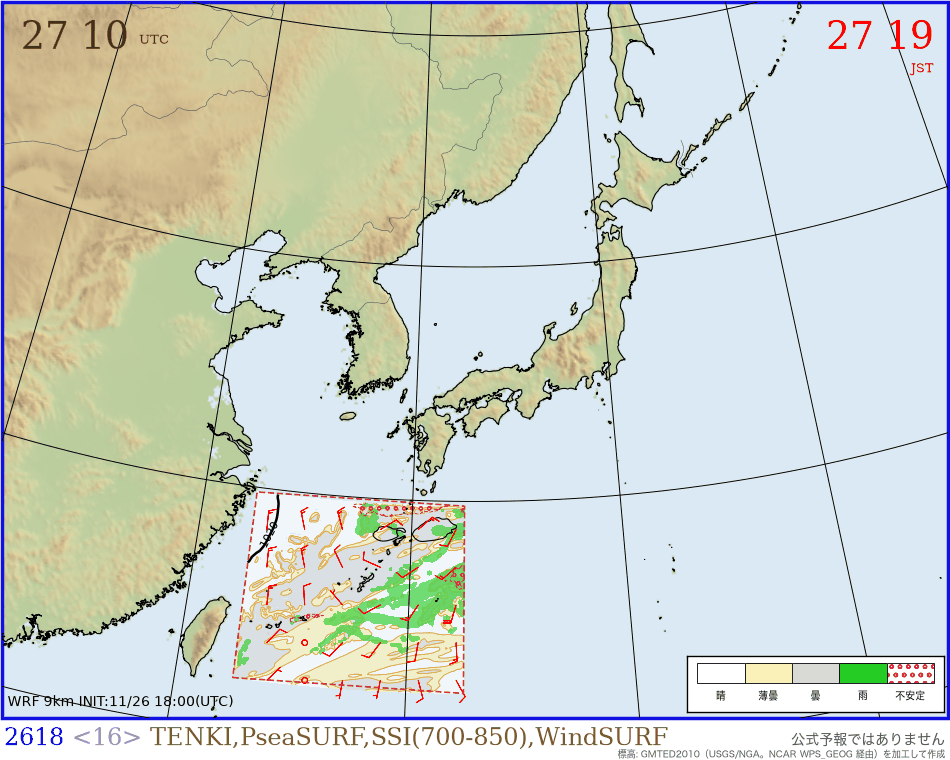 27 10 UTC
27 19
JST
1020
晴 薄曇 曇 雨 不安定
WRF 9km INIT:11/26 18:00(UTC)
2618 <16> TENKI,PseaSURF,SSI(700-850),WindSURF
公式予報ではありません
標高: GMTED2010（USGS/NGA。NCAR WPS_GEOG 経由）を加工して作成